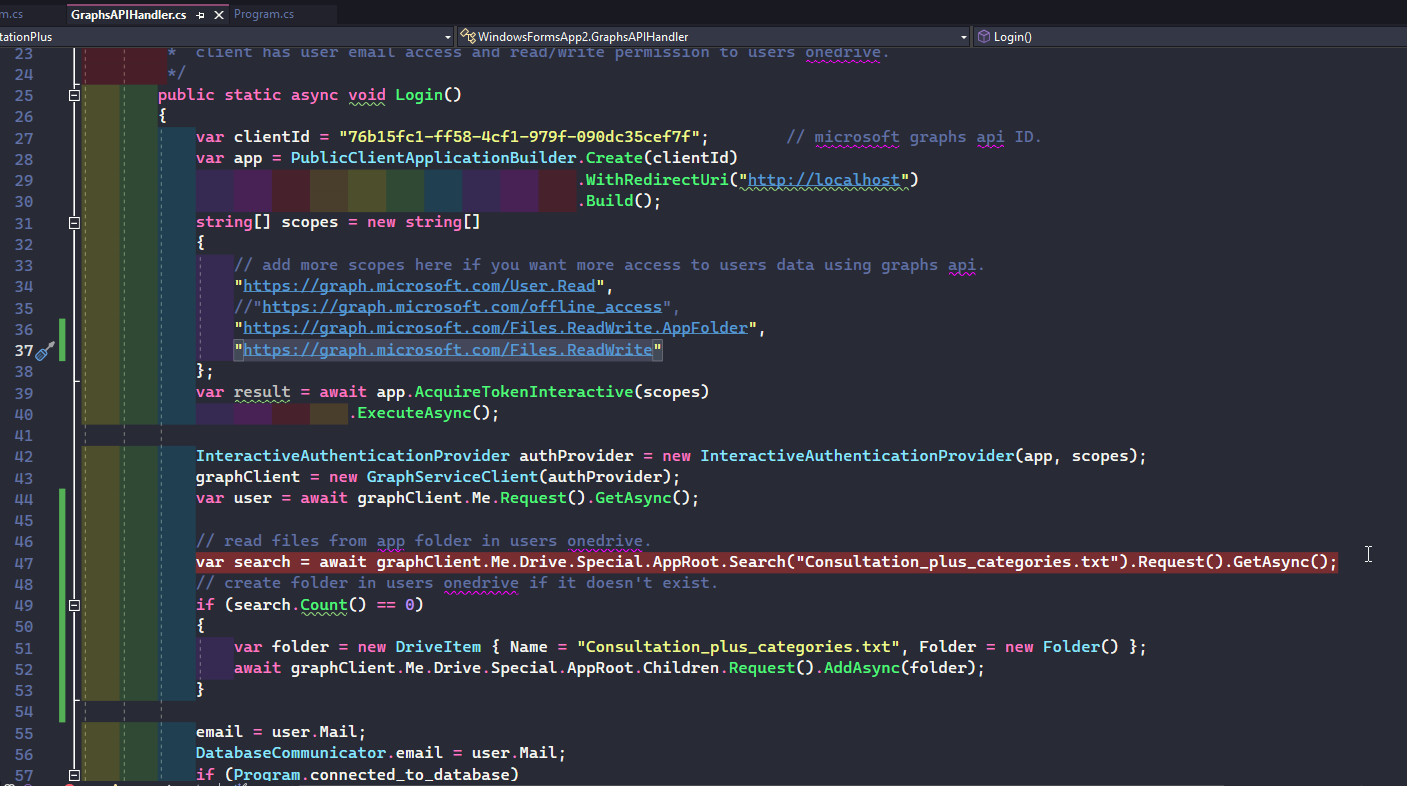 m.cs GraphsAPIHandler.cs Program.cs
tationPlus WindowsFormsApp2.GraphsAPIHandler Login()
23 * client has user email access and read/write permission to users onedrive.
24 */
25 public static async void Login()
26 {
27 var clientId = "76b15fc1-ff58-4cf1-979f-090dc35cef7f"; // microsoft graphs api ID.
28 var app = PublicClientApplicationBuilder.Create(clientId)
29 .WithRedirectUri("http://localhost")
30 .Build();
31 string[] scopes = new string[]
32 {
33 // add more scopes here if you want more access to users data using graphs api.
34 "https://graph.microsoft.com/User.Read",
35 //"https://graph.microsoft.com/offline_access",
36 "https://graph.microsoft.com/Files.ReadWrite.AppFolder",
37 "https://graph.microsoft.com/Files.ReadWrite"
38 };
39 var result = await app.AcquireTokenInteractive(scopes)
40 .ExecuteAsync();
41
42 InteractiveAuthenticationProvider authProvider = new InteractiveAuthenticationProvider(app, scopes);
43 graphClient = new GraphServiceClient(authProvider);
44 var user = await graphClient.Me.Request().GetAsync();
45
46 // read files from app folder in users onedrive.
47 var search = await graphClient.Me.Drive.Special.AppRoot.Search("Consultation_plus_categories.txt").Request().GetAsync();
48 // create folder in users onedrive if it doesn't exist.
49 if (search.Count() == 0)
50 {
51 var folder = new DriveItem { Name = "Consultation_plus_categories.txt", Folder = new Folder() };
52 await graphClient.Me.Drive.Special.AppRoot.Children.Request().AddAsync(folder);
53 }
54
55 email = user.Mail;
56 DatabaseCommunicator.email = user.Mail;
57 if (Program.connected_to_database)